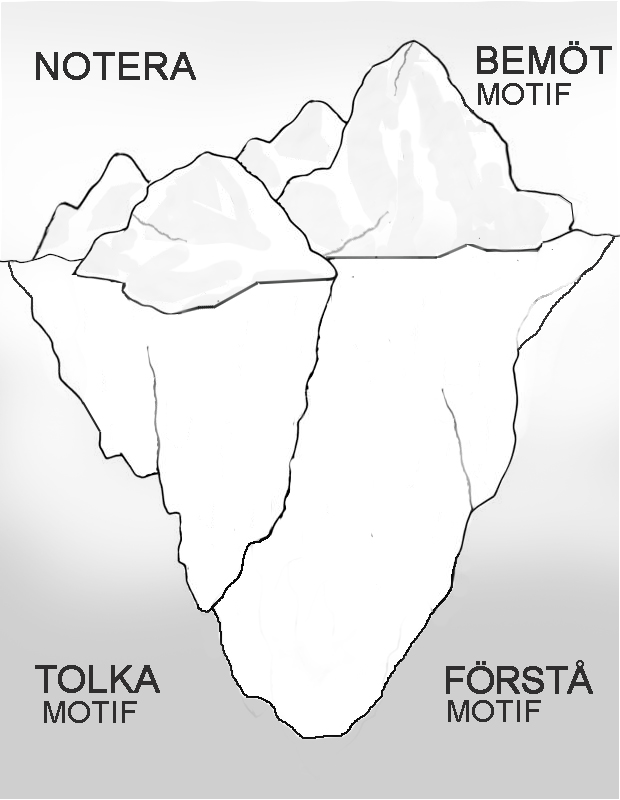 NOTERA
BEMÖT
MOTIF
TOLKA
MOTIF
FÖRSTÅ
MOTIF